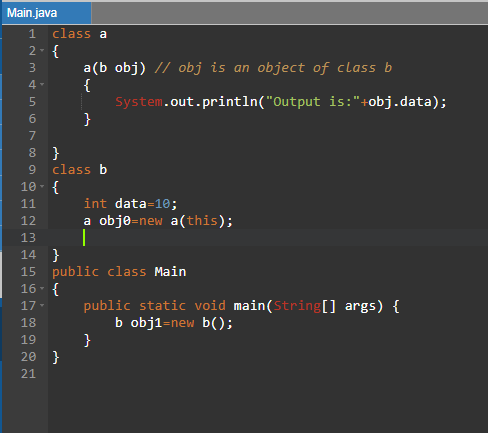 Main.java
1 class a
2 {
3     a(b obj) // obj is an object of class b
4     {
5         System.out.println("Output is:"+obj.data);
6     }
7
8 }
9 class b
10 {
11     int data=10;
12     a obj0=new a(this);
13
14 }
15 public class Main
16 {
17     public static void main(String[] args) {
18         b obj1=new b();
19     }
20 }
21